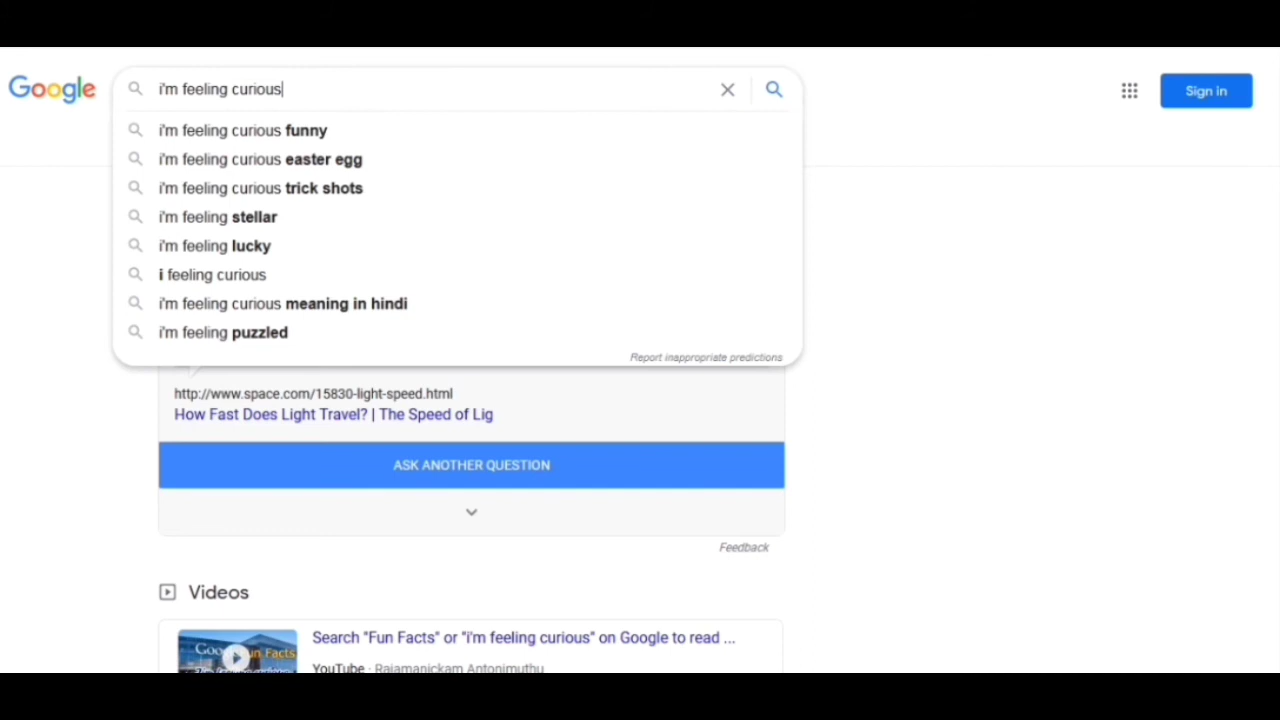 Google
i'm feeling curious
Sign in
i'm feeling curious funny
i'm feeling curious easter egg
i'm feeling curious trick shots
i'm feeling stellar
i'm feeling lucky
i feeling curious
i'm feeling curious meaning in hindi
i'm feeling puzzled
Report inappropriate predictions
http://www.space.com/15830-light-speed.html
How Fast Does Light Travel? | The Speed of Lig
ASK ANOTHER QUESTION
Feedback
Videos
Search "Fun Facts" or "i'm feeling curious" on Google to read ...
YouTube · Rajamanickam Antonimuthu
Fun Facts